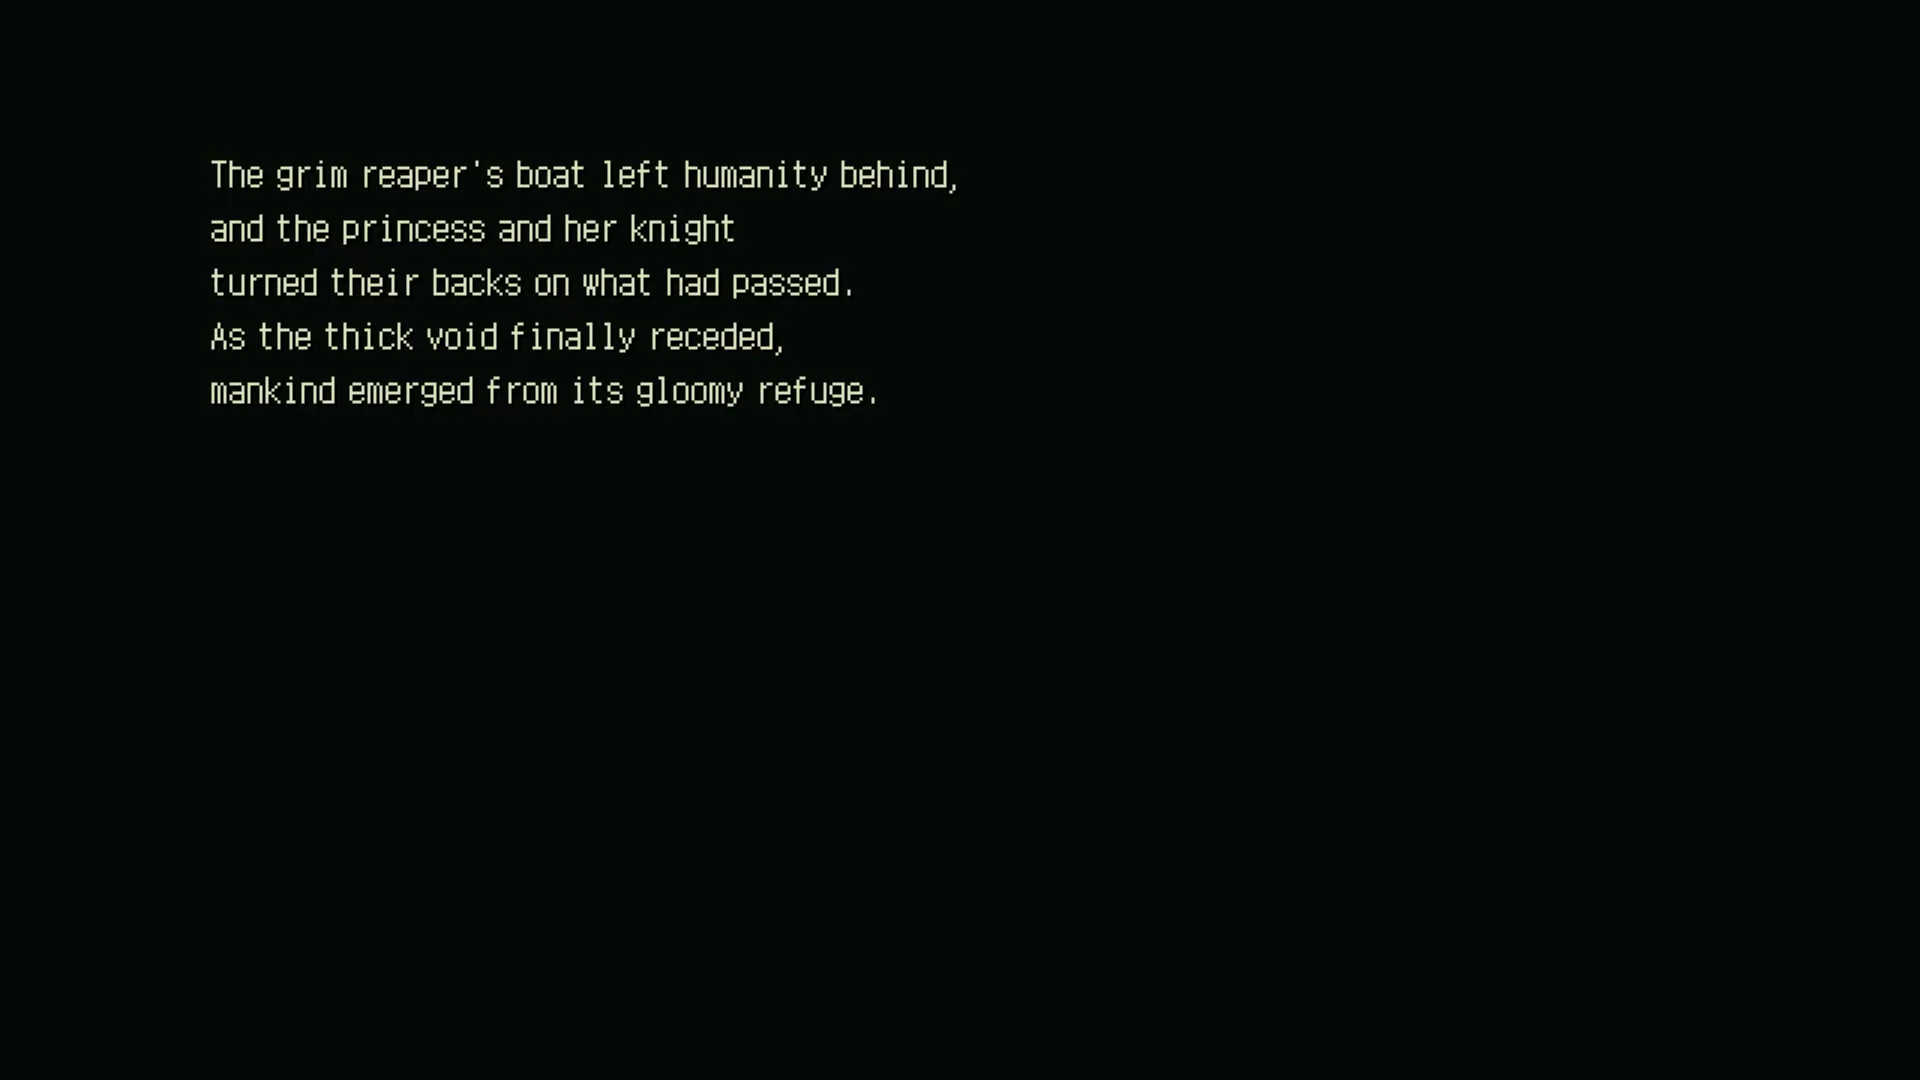 The grim reaper's boat left humanity behind,
and the princess and her knight
turned their backs on what had passed.
As the thick void finally receded,
mankind emerged from its gloomy refuge.